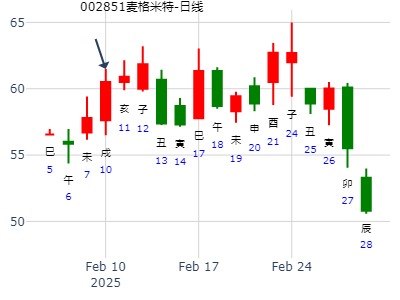 002851麦格米特-日线
65
60
55
50
巳
5
午
6
未
7
戌
10
亥
11
子
12
丑
13
寅
14
巳
17
午
18
未
19
申
20
酉
21
子
24
丑
25
寅
26
卯
27
辰
28
Feb 10
2025
Feb 17
Feb 24